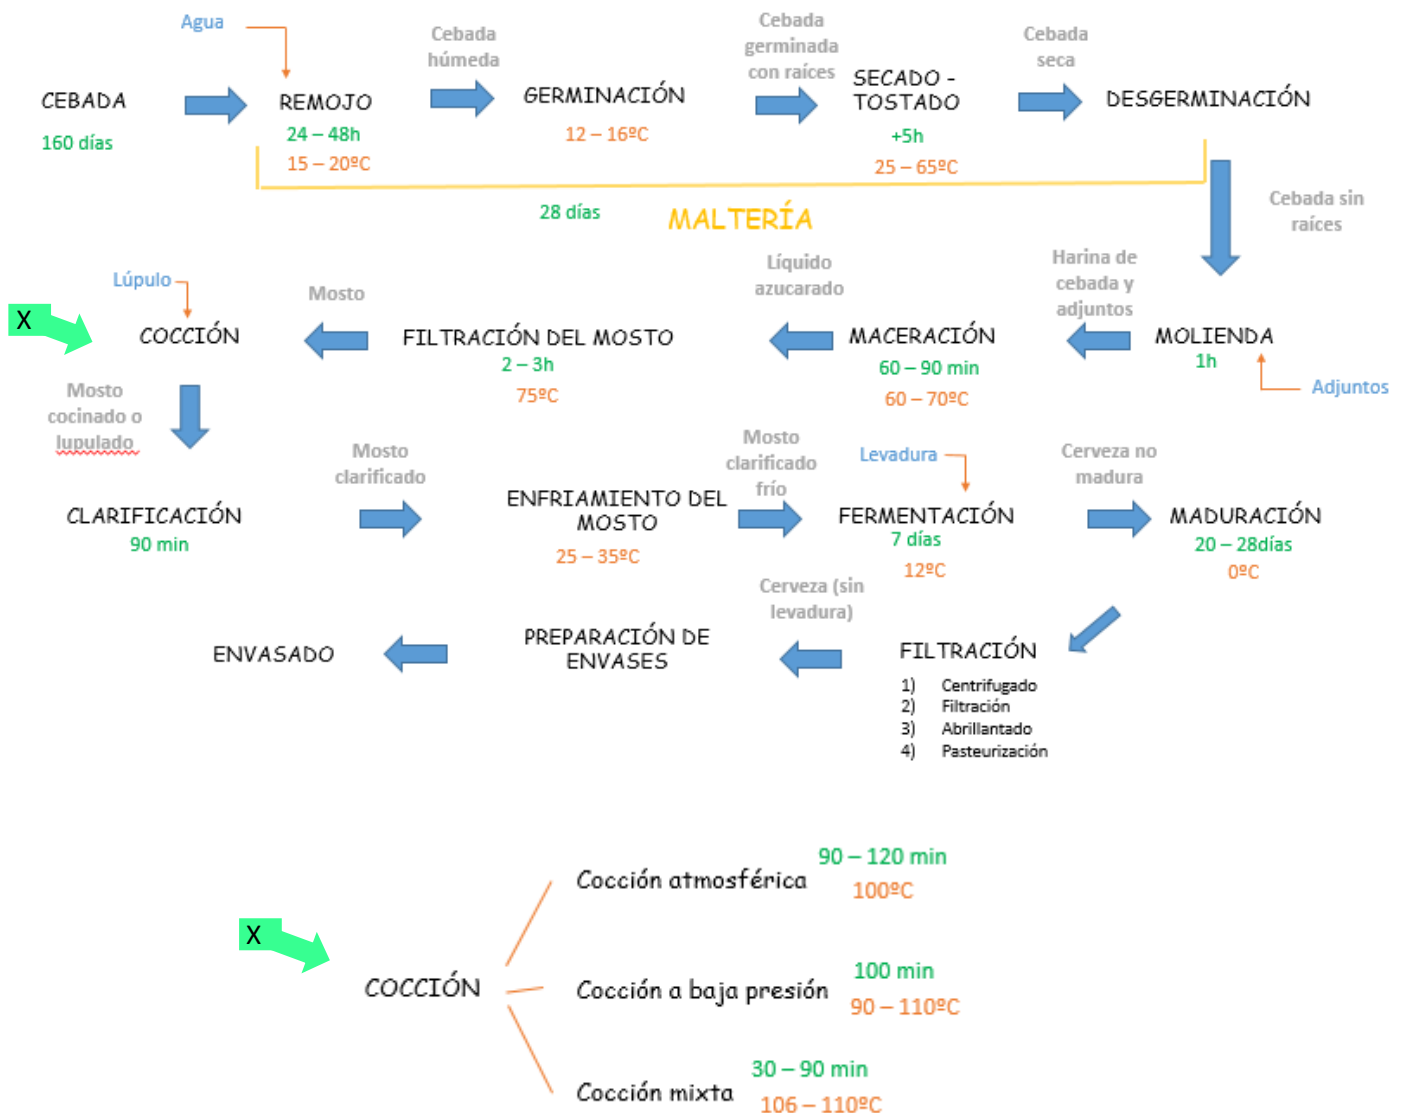 Agua
Cebada
húmeda
Cebada
germinada
con raíces
Cebada
seca
CEBADA
160 días
REMOJO
24 – 48h
15 – 20ºC
GERMINACIÓN
12 – 16ºC
SECADO -
TOSTADO
+5h
25 – 65ºC
DESGERMINACIÓN
28 días
MALTERÍA
Cebada sin
raíces
Harina de
cebada y
adjuntos
MOLIENDA
1h
Adjuntos
Líquido
azucarado
MACERACIÓN
60 – 90 min
60 – 70ºC
FILTRACIÓN DEL MOSTO
2 – 3h
75ºC
Mosto
Lúpulo
X
COCCIÓN
Mosto
cocinado o
lupulado
CLARIFICACIÓN
90 min
Mosto
clarificado
ENFRIAMIENTO DEL
MOSTO
25 – 35ºC
Mosto
clarificado
frío
Levadura
FERMENTACIÓN
7 días
12ºC
Cerveza no
madura
MADURACIÓN
20 – 28días
0ºC
FILTRACIÓN
1) Centrifugado
2) Filtración
3) Abrillantado
4) Pasteurización
Cerveza (sin
levadura)
PREPARACIÓN DE
ENVASES
ENVASADO
X
COCCIÓN
Cocción atmosférica
90 – 120 min
100ºC
Cocción a baja presión
100 min
90 – 110ºC
Cocción mixta
30 – 90 min
106 – 110ºC